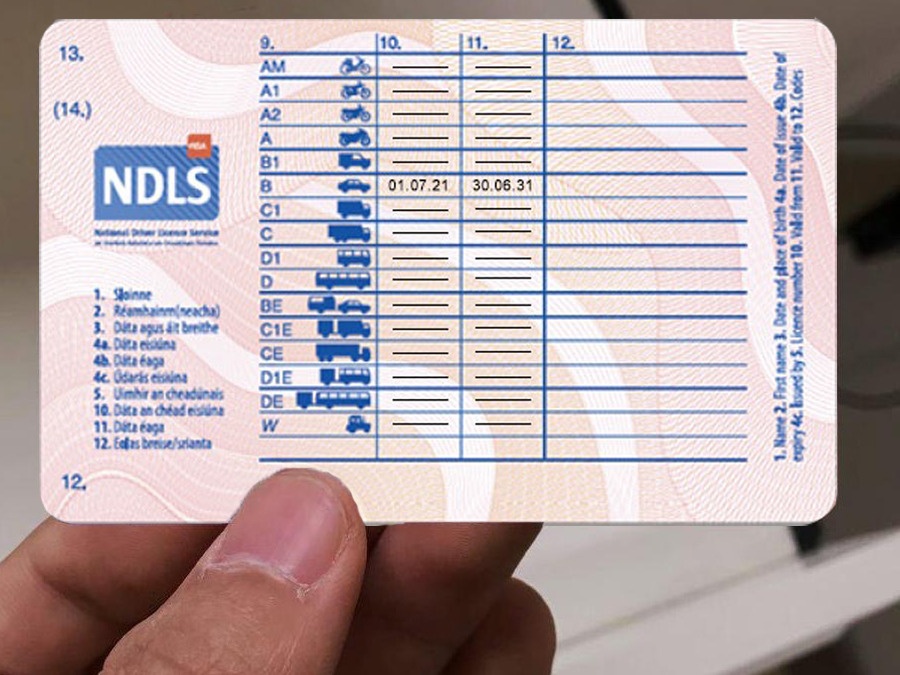 13.
(14.)
RSA
NDLS
National Driver Licence Service
1. Sloinne
2. Réamhainm(neacha)
3. Dáta agus áit breithe
4a. Dáta eisiúna
4b. Dáta éaga
4c. Údarás eisiúna
5. Uimhir an cheadúnais
10. Dáta an chéad eisiúna
11. Dáta éaga
12. Eolas breise/srianta
12.
9. 10. 11. 12.
AM
A1
A2
A
B1
B 01.07.21 30.06.31
C1
C
D1
D
BE
C1E
CE
D1E
DE
W
1. Name 2. First name 3. Date and place of birth 4a. Date of issue 4b. Date of
expiry 4c. Issued by 5. Licence number 10. Valid from 11. Valid to 12. Codes